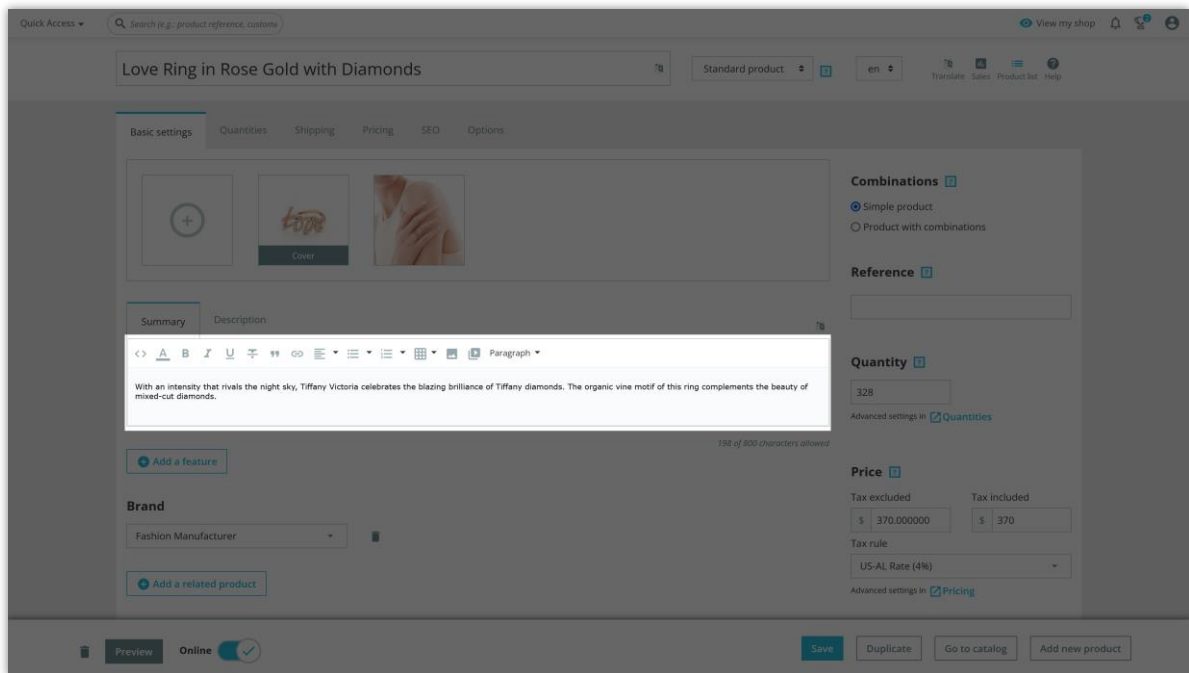 Quick Access
Search (e.g.: product reference, custome
View my shop
2
Love Ring in Rose Gold with Diamonds
Standard product
?
en
Translate Sales Product list Help
Basic settings Quantities Shipping Pricing SEO Options
Love
Cover
Combinations ?
Simple product
Product with combinations
Reference ?
Summary Description
Paragraph
With an intensity that rivals the night sky, Tiffany Victoria celebrates the blazing brilliance of Tiffany diamonds. The organic vine motif of this ring complements the beauty of
mixed-cut diamonds.
198 of 800 characters allowed
Quantity ?
328
Advanced settings in Quantities
Add a feature
Brand
Fashion Manufacturer
Add a related product
Price ?
Tax excluded Tax included
$ 370.000000 $ 370
Tax rule
US-AL Rate (4%)
Advanced settings in Pricing
Preview Online Save Duplicate Go to catalog Add new product